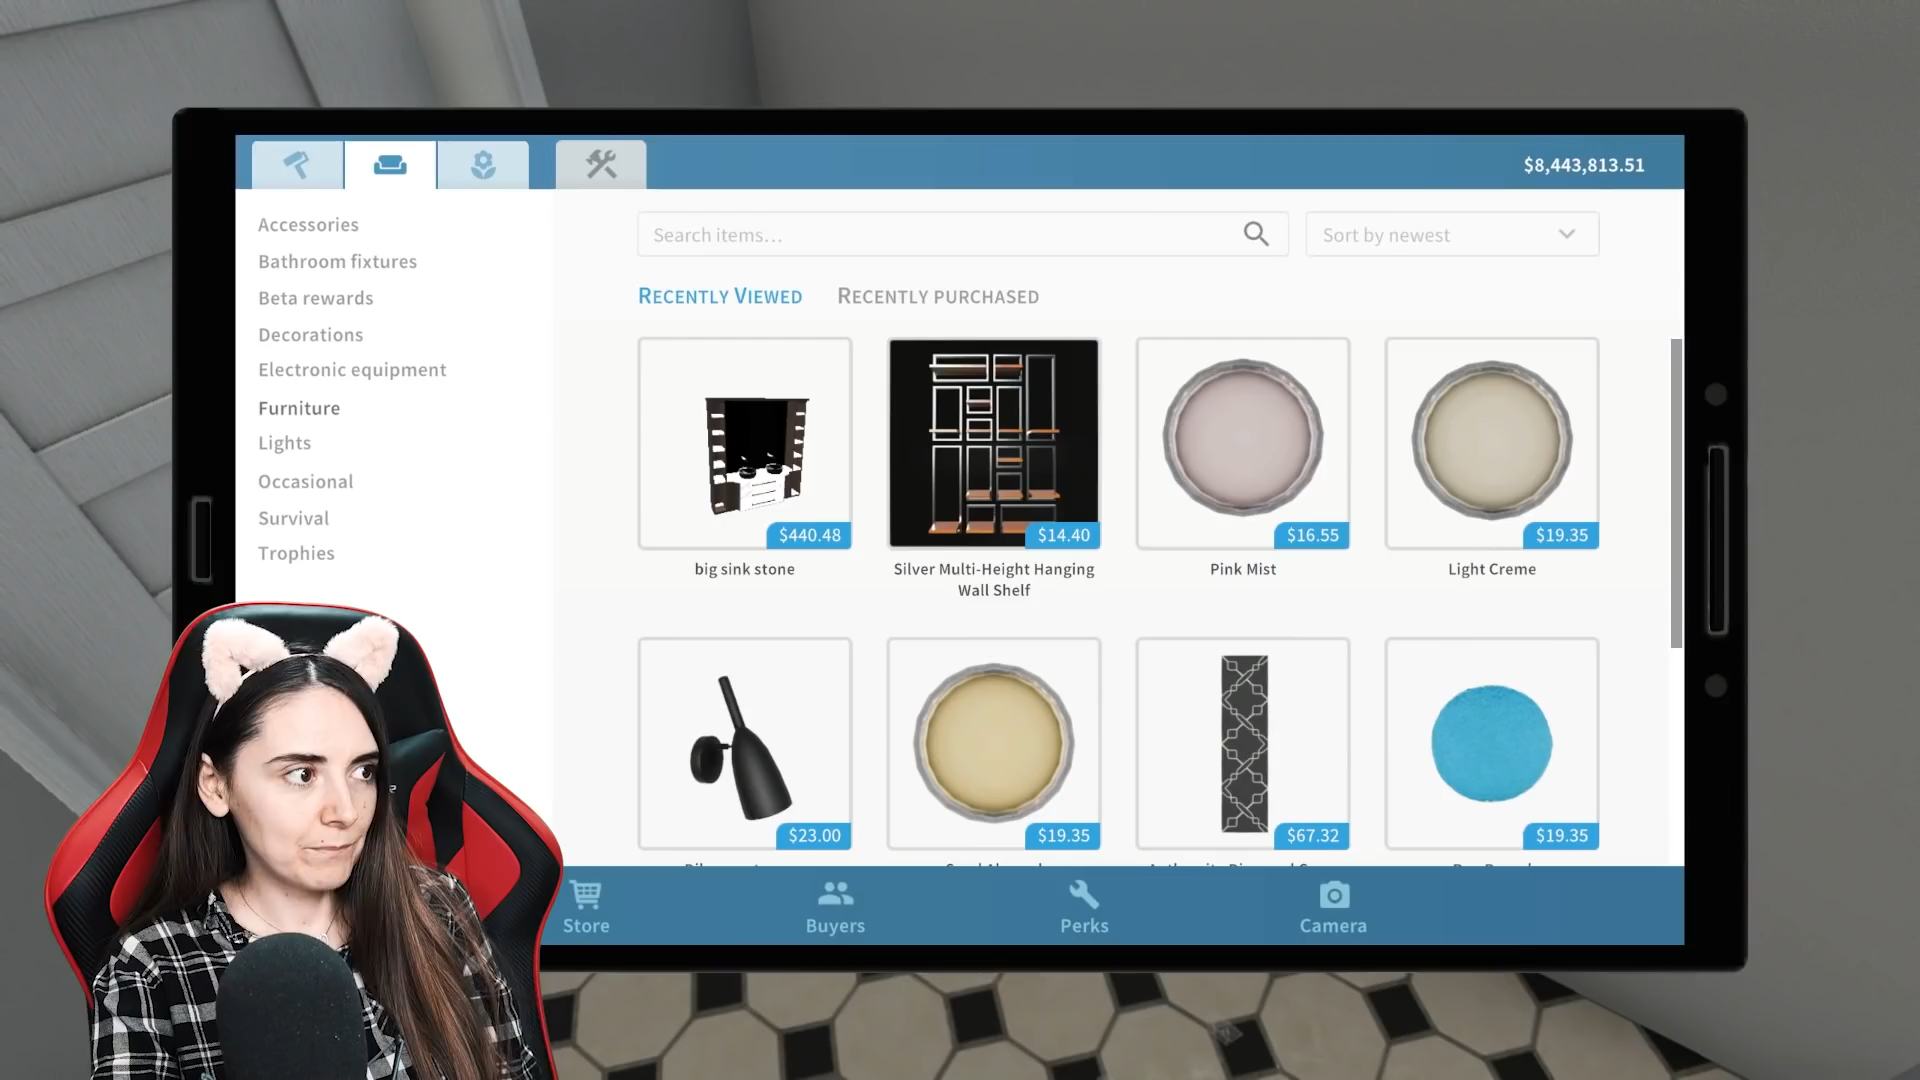 $8,443,813.51
Accessories
Bathroom fixtures
Beta rewards
Decorations
Electronic equipment
Furniture
Lights
Occasional
Survival
Trophies
Search items...
Sort by newest
RECENTLY VIEWED
RECENTLY PURCHASED
$440.48
$14.40
$16.55
$19.35
big sink stone
Silver Multi-Height Hanging
Wall Shelf
Pink Mist
Light Creme
$23.00
$19.35
$67.32
$19.35
Store
Buyers
Perks
Camera